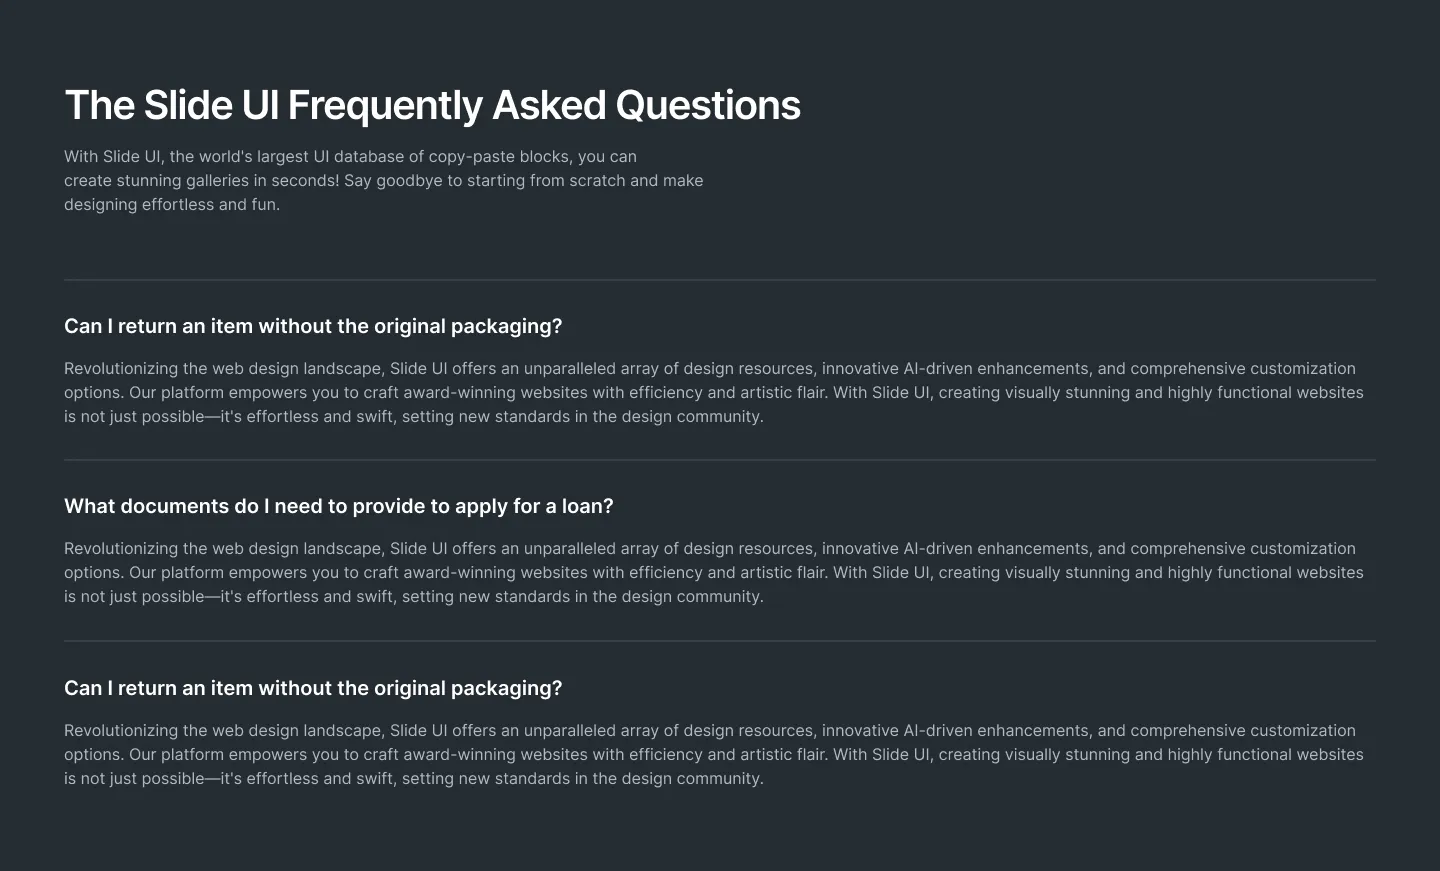 The Slide UI Frequently Asked Questions
With Slide UI, the world's largest UI database of copy-paste blocks, you can
create stunning galleries in seconds! Say goodbye to starting from scratch and make
designing effortless and fun.
Can I return an item without the original packaging?
Revolutionizing the web design landscape, Slide UI offers an unparalleled array of design resources, innovative AI-driven enhancements, and comprehensive customization
options. Our platform empowers you to craft award-winning websites with efficiency and artistic flair. With Slide UI, creating visually stunning and highly functional websites
is not just possible—it's effortless and swift, setting new standards in the design community.
What documents do I need to provide to apply for a loan?
Revolutionizing the web design landscape, Slide UI offers an unparalleled array of design resources, innovative AI-driven enhancements, and comprehensive customization
options. Our platform empowers you to craft award-winning websites with efficiency and artistic flair. With Slide UI, creating visually stunning and highly functional websites
is not just possible—it's effortless and swift, setting new standards in the design community.
Can I return an item without the original packaging?
Revolutionizing the web design landscape, Slide UI offers an unparalleled array of design resources, innovative AI-driven enhancements, and comprehensive customization
options. Our platform empowers you to craft award-winning websites with efficiency and artistic flair. With Slide UI, creating visually stunning and highly functional websites
is not just possible—it's effortless and swift, setting new standards in the design community.